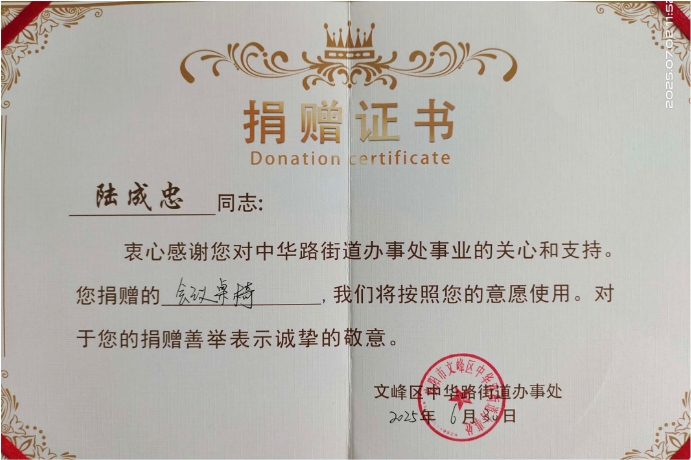 捐赠证书
Donation certificate
陆成忠同志:
衷心感谢您对中华路街道办事处事业的关心和支持。
您捐赠的会议桌椅,我们将按照您的意愿使用。对
于您的捐赠善举表示诚挚的敬意。
文峰区中华路街道办事处
2025年6月30日